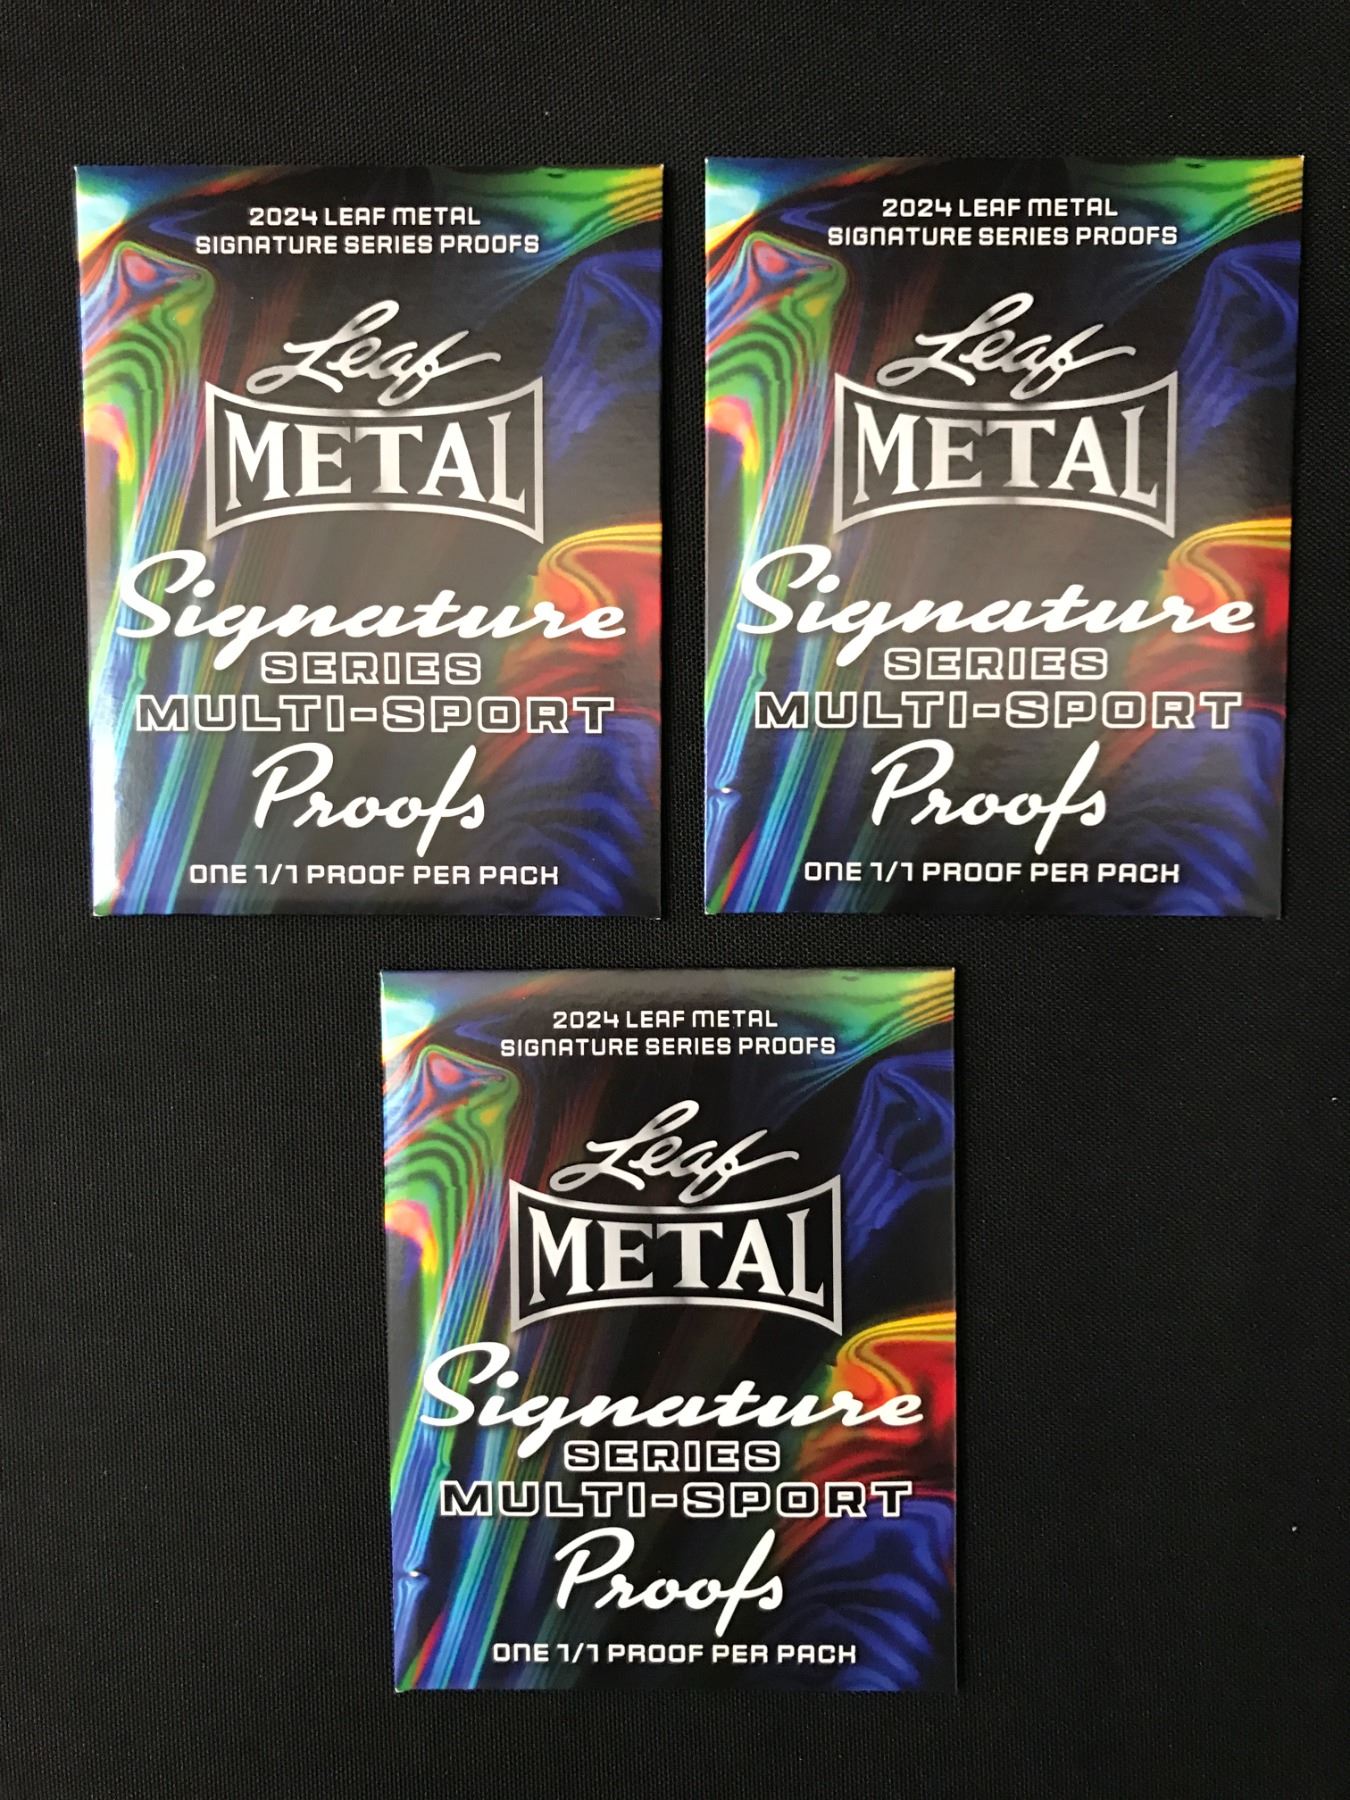 2024 LEAF METAL
SIGNATURE SERIES PROOFS
Leaf
METAL
Signature
SERIES
MULTI-SPORT
Proofs
ONE 1/1 PROOF PER PACK
2024 LEAF METAL
SIGNATURE SERIES PROOFS
Leaf
METAL
Signature
SERIES
MULTI-SPORT
Proofs
ONE 1/1 PROOF PER PACK
2024 LEAF METAL
SIGNATURE SERIES PROOFS
Leaf
METAL
Signature
SERIES
MULTI-SPORT
Proofs
ONE 1/1 PROOF PER PACK